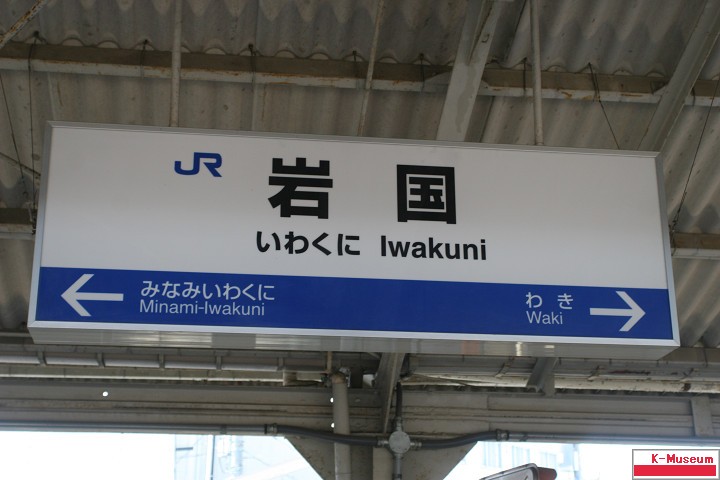 JR 岩国
いわくに Iwakuni
← みなみいわくに
Minami-Iwakuni
わき →
Waki
K-Museum